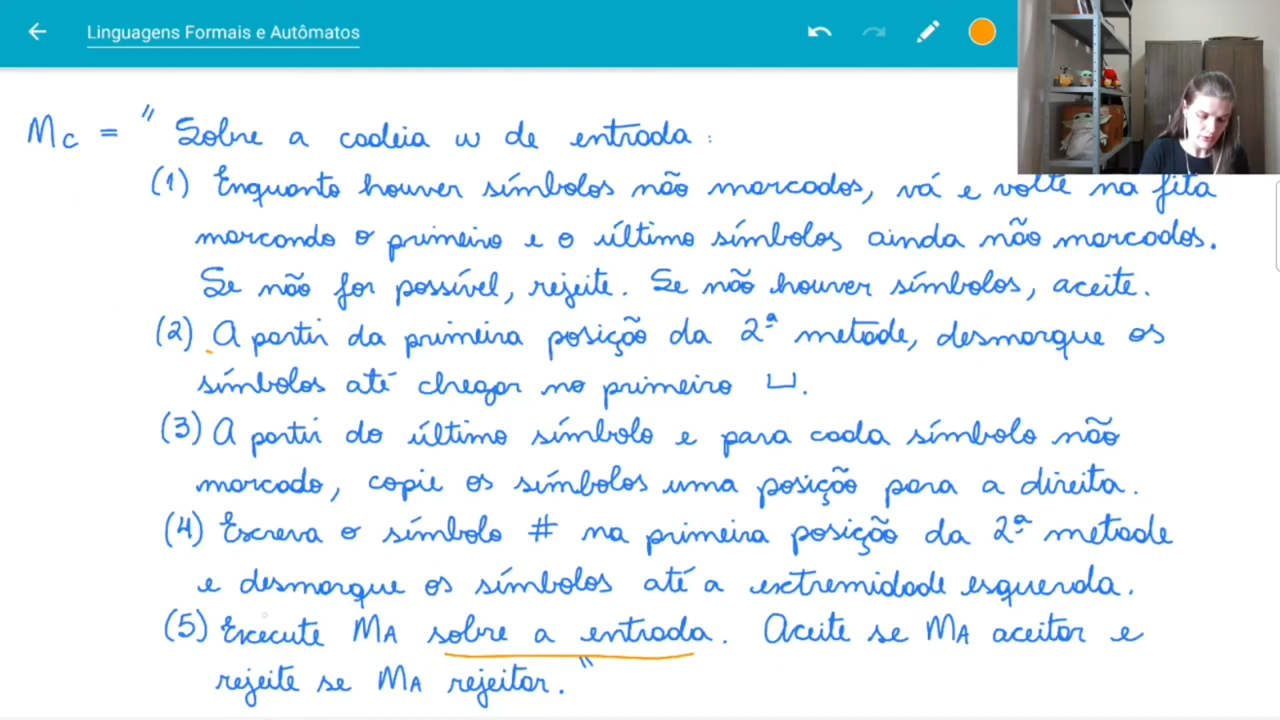 Linguagens Formais e Autômatos
Mc = " Sobre a cadeia w de entrada:
(1) Enquanto houver símbolos não marcados, vá e volte na fita
marcando o primeiro e o último símbolos ainda não marcados.
Se não for possível, rejeite. Se não houver símbolos, aceite.
(2) A partir da primeira posição da 2ª metade, desmarque os
símbolos até chegar no primeiro ⊔.
(3) A partir do último símbolo e para cada símbolo não
marcado, copie os símbolos uma posição para a direita.
(4) Escreva o símbolo # na primeira posição da 2ª metade
e desmarque os símbolos até a extremidade esquerda.
(5) Execute MA sobre a entrada. Aceite se MA aceitar e
rejeite se MA rejeitar."